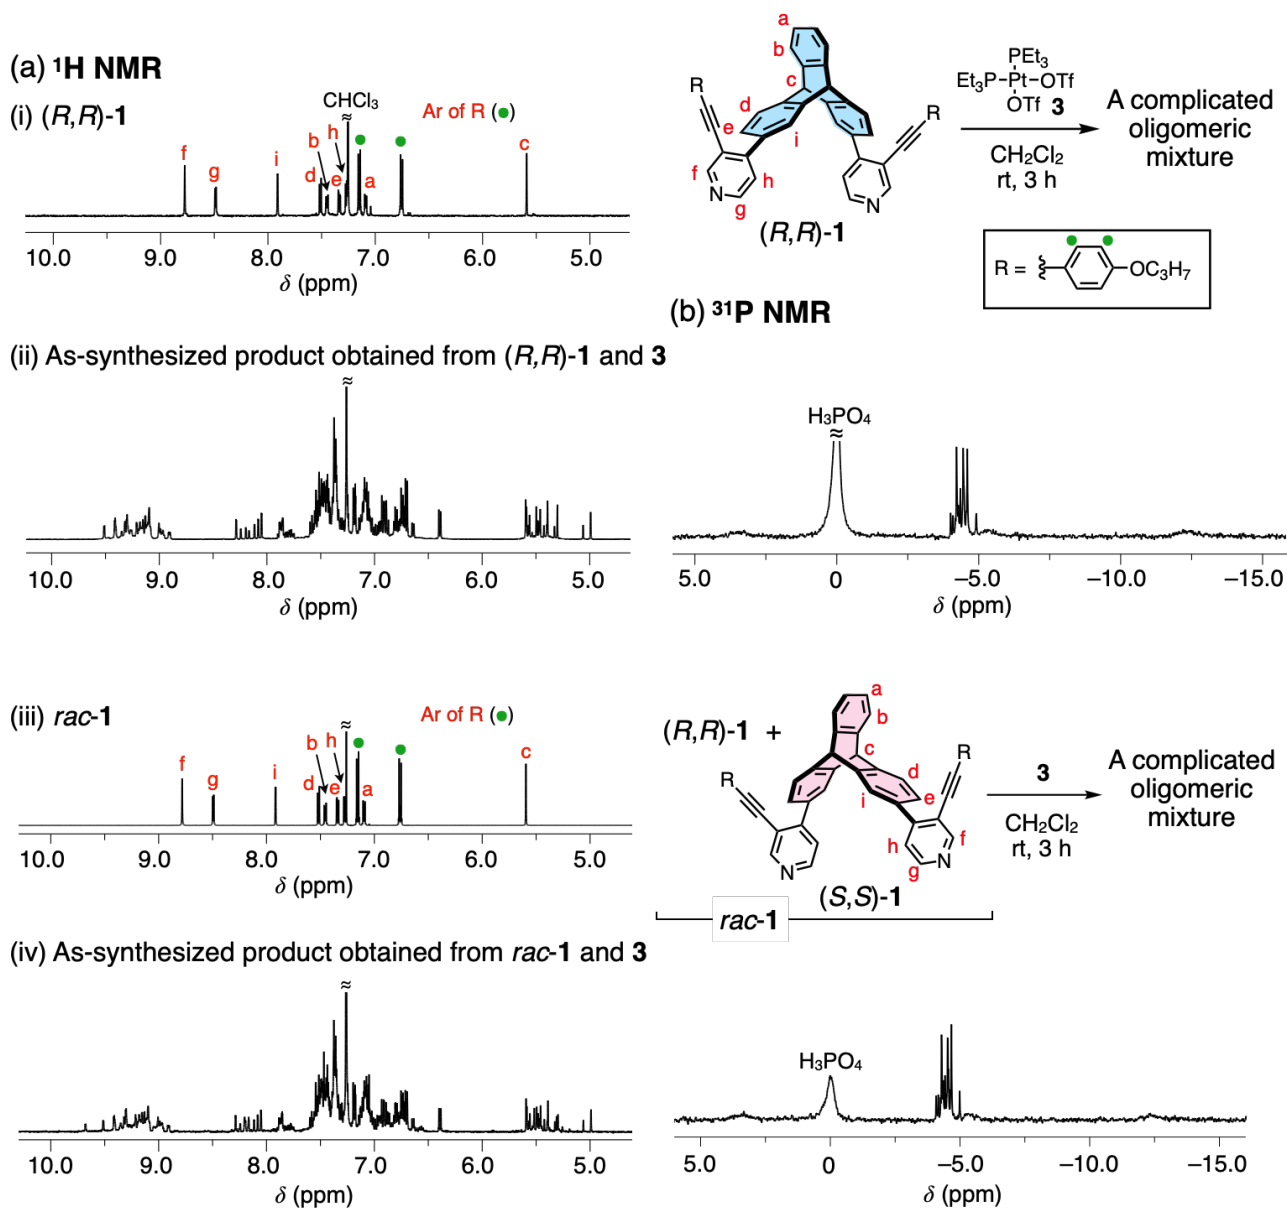 (a) ¹H NMR
(i) (R,R)-1
CHCl₃
≈
Ar of R (●)
f
g
i
d
b
h
e
a
c
10.0 9.0 8.0 7.0 6.0 5.0
δ (ppm)
a
b
c
R
d
e
i
R
f
h
N
g
N
(R,R)-1
PEt₃
Et₃P–Pt–OTf
OTf 3
CH₂Cl₂
rt, 3 h
A complicated
oligomeric
mixture
R =
OC₃H₇
(ii) As-synthesized product obtained from (R,R)-1 and 3
≈
10.0 9.0 8.0 7.0 6.0 5.0
δ (ppm)
(b) ³¹P NMR
H₃PO₄
≈
5.0 0 –5.0 –10.0 –15.0
δ (ppm)
(iii) rac-1
≈
Ar of R (●)
f
g
i
d
b
h
e
a
c
10.0 9.0 8.0 7.0 6.0 5.0
δ (ppm)
(R,R)-1 +
a
b
c
R
d
R
i
e
h
f
N
g
N
(S,S)-1
rac-1
3
CH₂Cl₂
rt, 3 h
A complicated
oligomeric
mixture
(iv) As-synthesized product obtained from rac-1 and 3
≈
10.0 9.0 8.0 7.0 6.0 5.0
δ (ppm)
H₃PO₄
5.0 0 –5.0 –10.0 –15.0
δ (ppm)